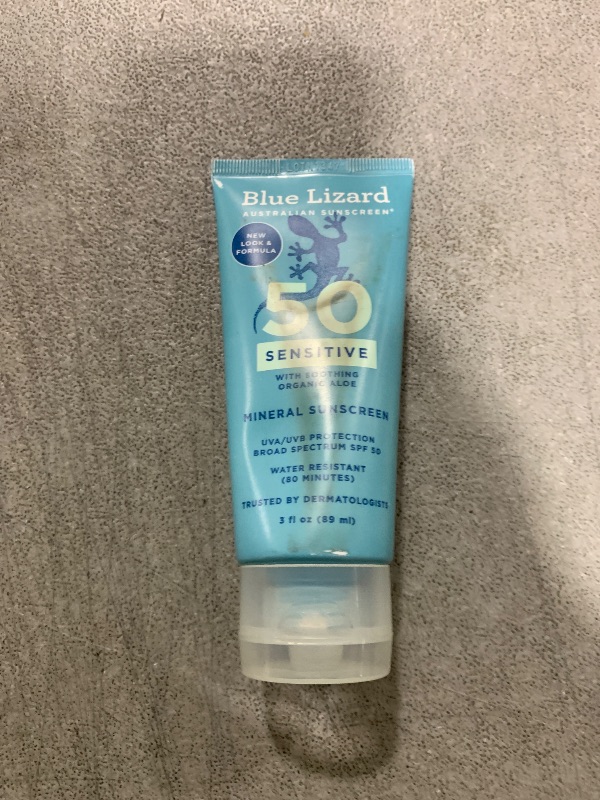 Blue Lizard
AUSTRALIAN SUNSCREEN®
NEW
LOOK &
FORMULA
50
SENSITIVE
WITH SOOTHING
ORGANIC ALOE
MINERAL SUNSCREEN
UVA/UVB PROTECTION
BROAD SPECTRUM SPF 50
WATER RESISTANT
(80 MINUTES)
TRUSTED BY DERMATOLOGISTS
3 fl oz (89 ml)